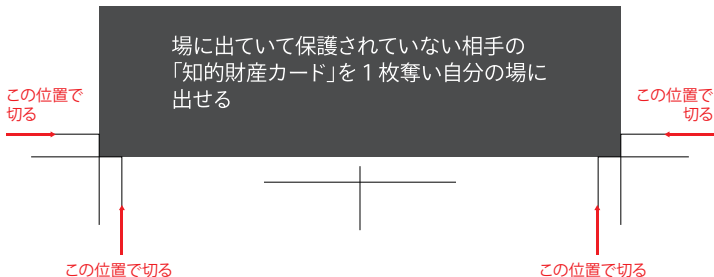 場に出ていて保護されていない相手の
「知的財産カード」を１枚奪い自分の場に
出せる
この位置で
切る
この位置で
切る
この位置で切る
この位置で切る